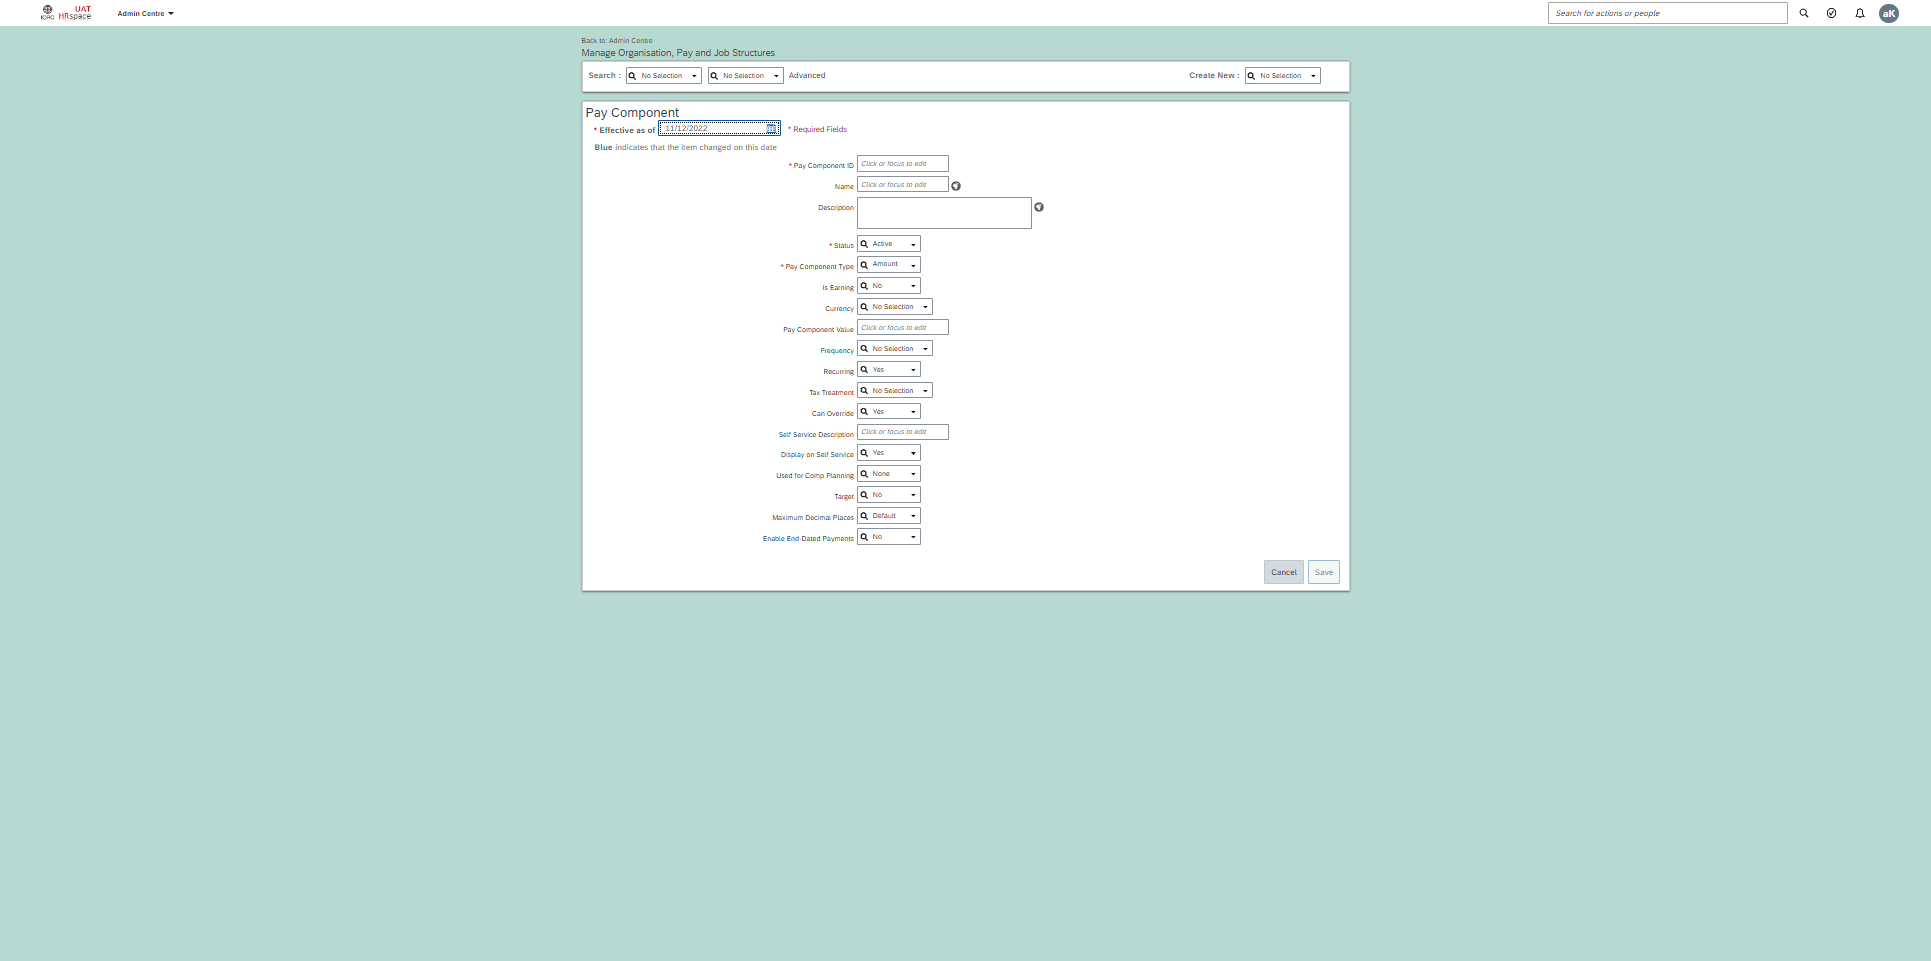 ICRC UAT HRspace Admin Centre Search for actions or people aK
Back to: Admin Centre
Manage Organisation, Pay and Job Structures
Search : No Selection No Selection Advanced Create New : No Selection
Pay Component
* Effective as of 11/12/2022 * Required Fields
Blue indicates that the item changed on this date
* Pay Component ID Click or focus to edit
Name Click or focus to edit
Description
* Status Active
* Pay Component Type Amount
Is Earning No
Currency No Selection
Pay Component Value Click or focus to edit
Frequency No Selection
Recurring Yes
Tax Treatment No Selection
Can Override Yes
Self Service Description Click or focus to edit
Display on Self Service Yes
Used for Comp Planning None
Target No
Maximum Decimal Places Default
Enable End-Dated Payments No
Cancel Save